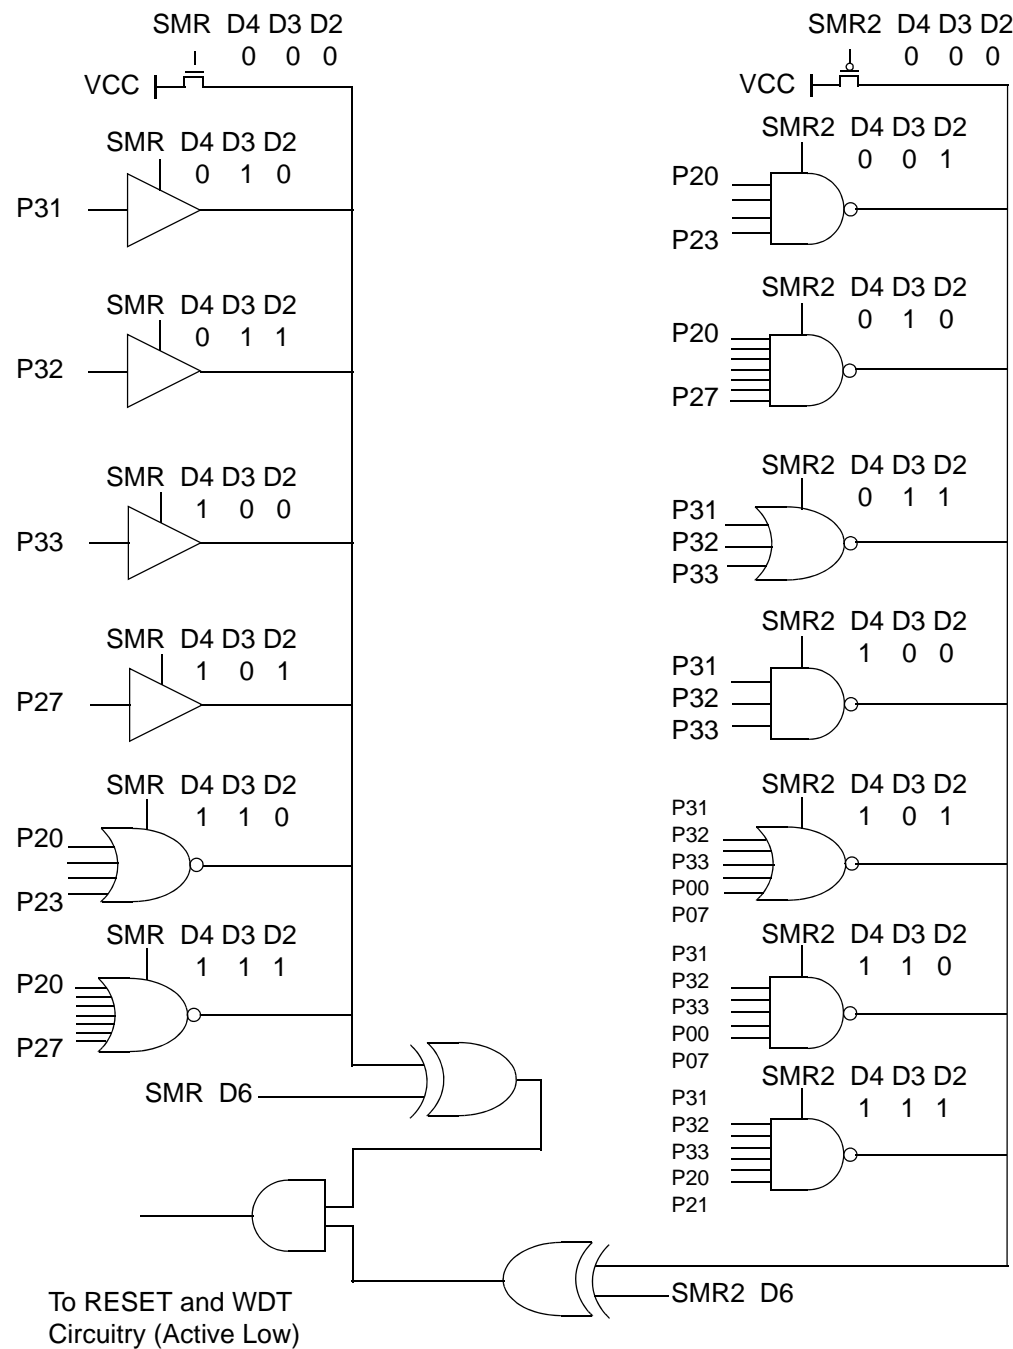 SMR D4 D3 D2
0 0 0
VCC
SMR D4 D3 D2
0 1 0
P31
SMR D4 D3 D2
0 1 1
P32
SMR D4 D3 D2
1 0 0
P33
SMR D4 D3 D2
1 0 1
P27
SMR D4 D3 D2
1 1 0
P20
P23
SMR D4 D3 D2
1 1 1
P20
P27
SMR D6
To RESET and WDT
Circuitry (Active Low)
SMR2 D4 D3 D2
0 0 0
VCC
SMR2 D4 D3 D2
0 0 1
P20
P23
SMR2 D4 D3 D2
0 1 0
P20
P27
SMR2 D4 D3 D2
0 1 1
P31
P32
P33
SMR2 D4 D3 D2
1 0 0
P31
P32
P33
SMR2 D4 D3 D2
1 0 1
P31
P32
P33
P00
P07
SMR2 D4 D3 D2
1 1 0
P31
P32
P33
P00
P07
SMR2 D4 D3 D2
1 1 1
P31
P32
P33
P20
P21
SMR2 D6